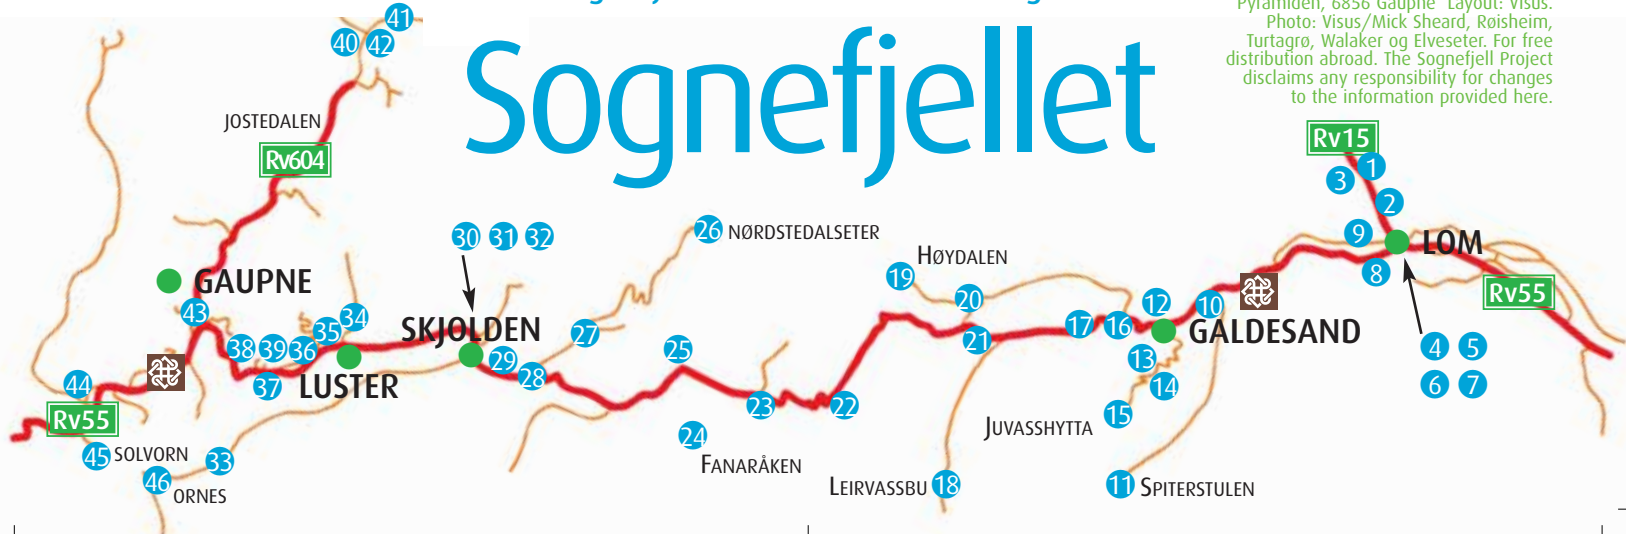 Pyramiden, 6856 Gaupne Layout: Visus.
Photo: Visus/Mick Sheard, Røisheim,
Turtagrø, Walaker og Elveseter. For free
distribution abroad. The Sognefjell Project
disclaims any responsibility for changes
to the information provided here.
Sognefjellet
41
40 42
JOSTEDALEN
Rv604
Rv15
1
3
2
30 31 32
26 NØRDSTEDALSETER
9
LOM
8
HØYDALEN
19
20
GAUPNE
Rv55
43
34
35
SKJOLDEN
27
12
10
17 16
GALDESAND
21
38 39 36
37
LUSTER
29
28
25
13
14
4 5
6 7
44
Rv55
23
22
15
JUVASSHYTTA
24
FANARÅKEN
45 SOLVORN
33
46 ORNES
LEIRVASSBU 18
11 SPITERSTULEN